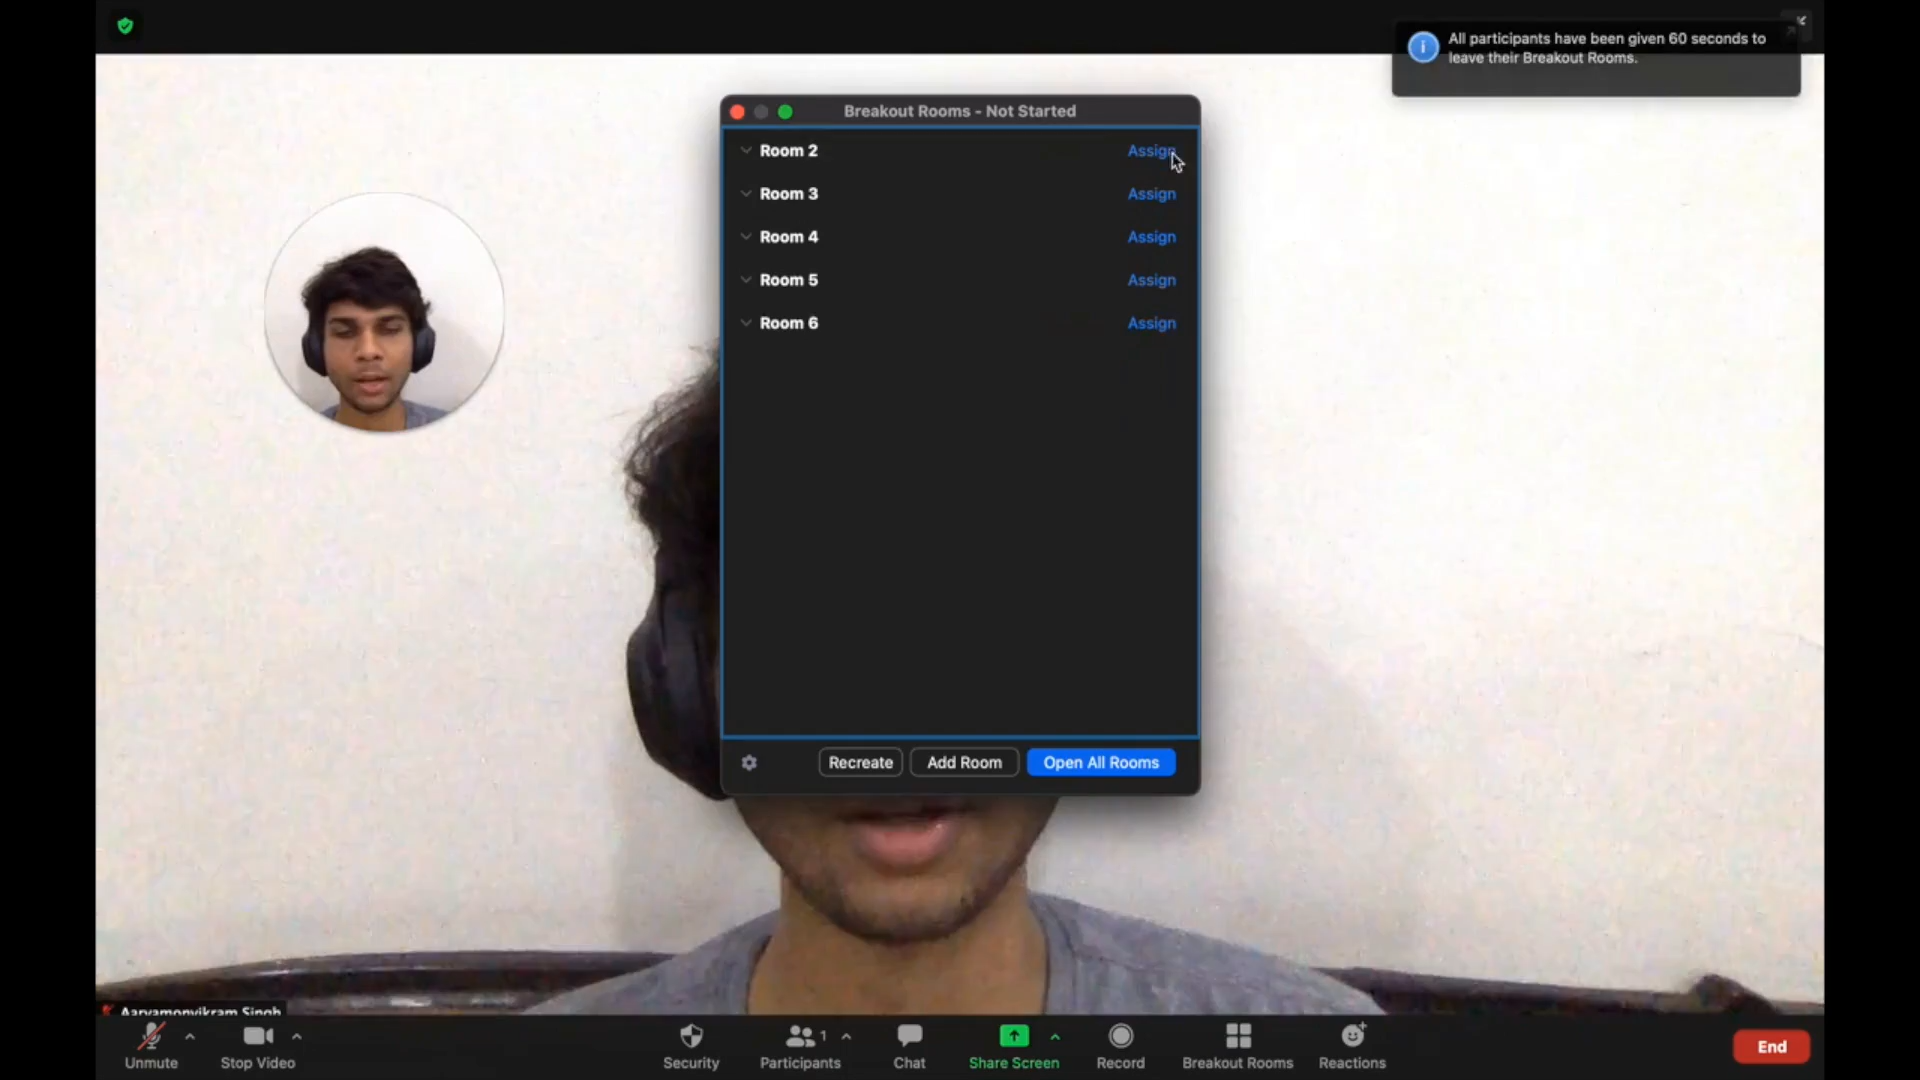 All participants have been given 60 seconds to
leave their Breakout Rooms.
Breakout Rooms - Not Started
Room 2 Assign
Room 3 Assign
Room 4 Assign
Room 5 Assign
Room 6 Assign
Recreate Add Room Open All Rooms
Aaryamonvikram Singh
Unmute Stop Video Security Participants 1 Chat Share Screen Record Breakout Rooms Reactions End